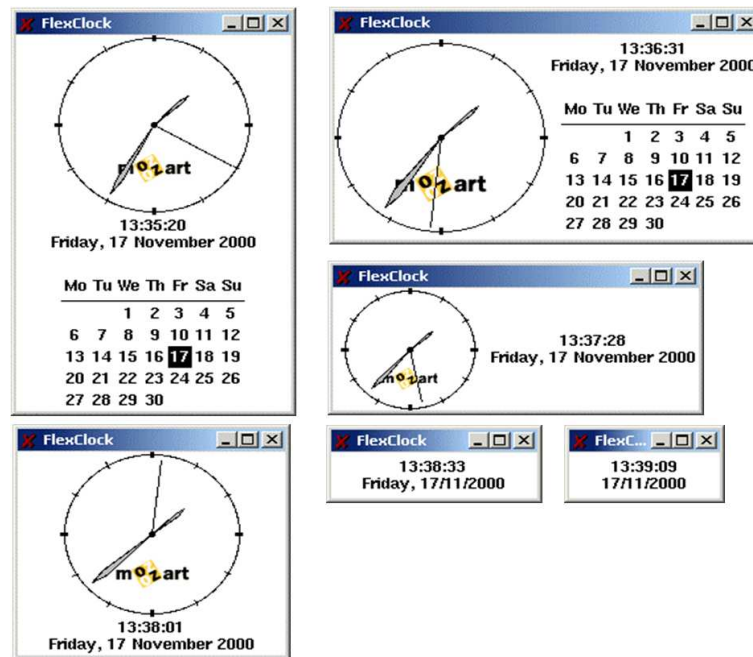 FlexClock
mozart
13:35:20
Friday, 17 November 2000
Mo Tu We Th Fr Sa Su
1 2 3 4 5
6 7 8 9 10 11 12
13 14 15 16 17 18 19
20 21 22 23 24 25 26
27 28 29 30
FlexClock
mozart
13:36:31
Friday, 17 November 2000
Mo Tu We Th Fr Sa Su
1 2 3 4 5
6 7 8 9 10 11 12
13 14 15 16 17 18 19
20 21 22 23 24 25 26
27 28 29 30
FlexClock
mozart
13:37:28
Friday, 17 November 2000
FlexClock
mozart
13:38:01
Friday, 17 November 2000
FlexClock
13:38:33
Friday, 17/11/2000
FlexC...
13:39:09
17/11/2000